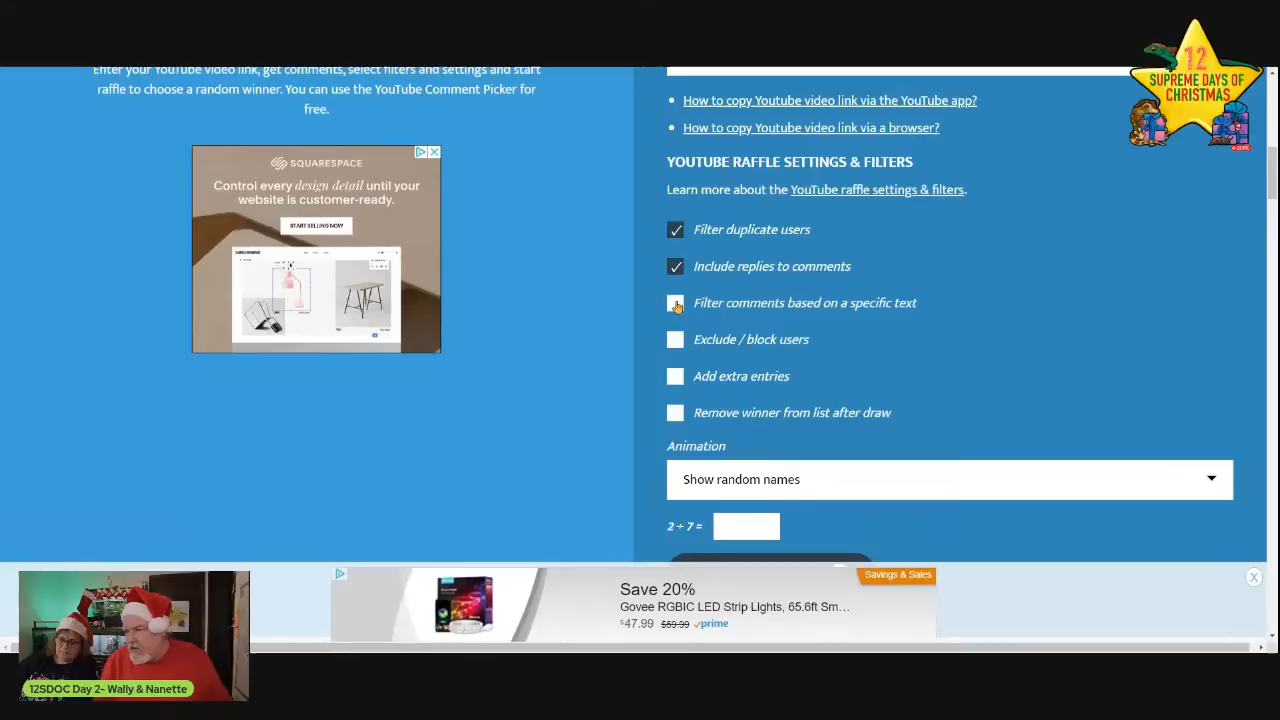 12
SUPREME DAYS OF
CHRISTMAS
Enter your YouTube video link, get comments, select filters and settings and start
raffle to choose a random winner. You can use the YouTube Comment Picker for
free.
SQUARESPACE
Control every design detail until your
website is customer-ready.
START SELLING NOW
How to copy Youtube video link via the YouTube app?
How to copy Youtube video link via a browser?
YOUTUBE RAFFLE SETTINGS & FILTERS
Learn more about the YouTube raffle settings & filters.
Filter duplicate users
Include replies to comments
Filter comments based on a specific text
Exclude / block users
Add extra entries
Remove winner from list after draw
Animation
Show random names
2 + 7 =
Save 20%
Govee RGBIC LED Strip Lights, 65.6ft Sm…
$47.99 $59.99 prime
Savings & Sales
X
12SDOC Day 2- Wally & Nanette